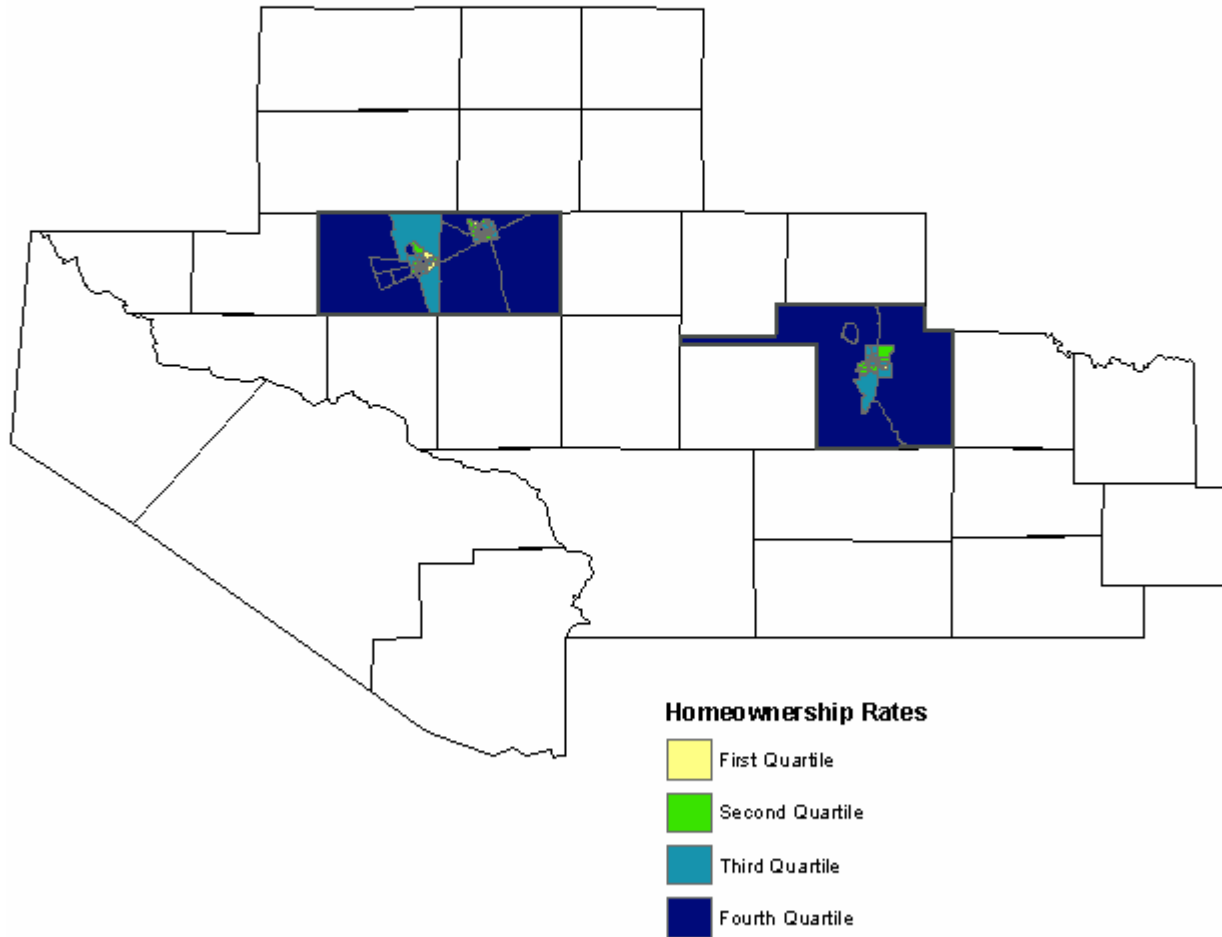 Homeownership Rates
First Quartile
Second Quartile
Third Quartile
Fourth Quartile